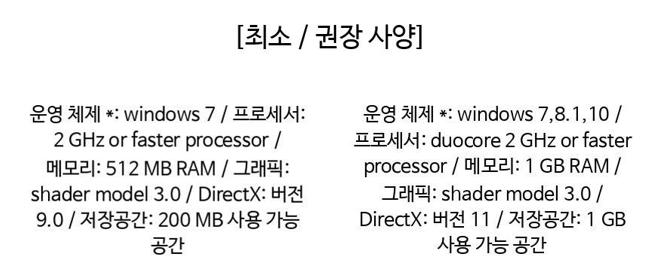 [최소 / 권장 사양]
운영 체제 *: windows 7 / 프로세서:
2 GHz or faster processor /
메모리: 512 MB RAM / 그래픽:
shader model 3.0 / DirectX: 버전
9.0 / 저장공간: 200 MB 사용 가능
공간
운영 체제 *: windows 7,8.1,10 /
프로세서: duocore 2 GHz or faster
processor / 메모리: 1 GB RAM /
그래픽: shader model 3.0 /
DirectX: 버전 11 / 저장공간: 1 GB
사용 가능 공간